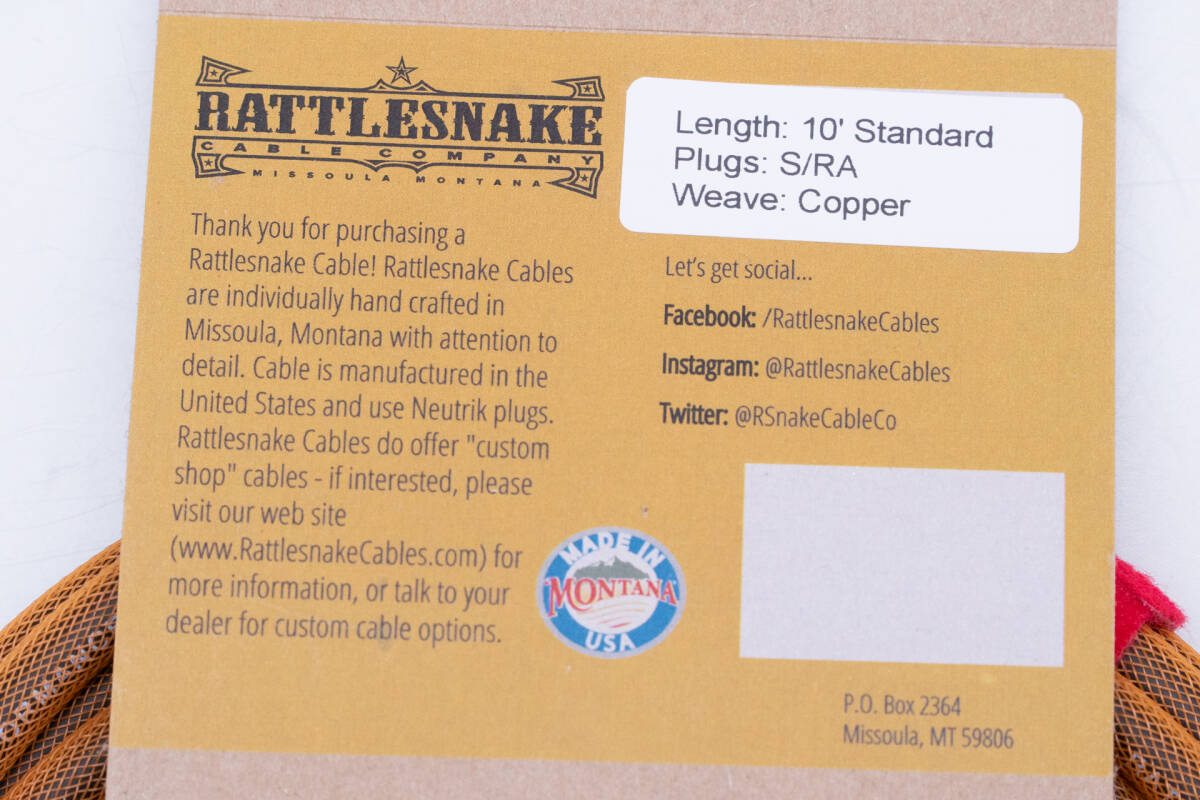 RATTLESNAKE
CABLE COMPANY
MISSOULA MONTANA
Length: 10' Standard
Plugs: S/RA
Weave: Copper
Thank you for purchasing a
Rattlesnake Cable! Rattlesnake Cables
are individually hand crafted in
Missoula, Montana with attention to
detail. Cable is manufactured in the
United States and use Neutrik plugs.
Rattlesnake Cables do offer "custom
shop" cables - if interested, please
visit our web site
(www.RattlesnakeCables.com) for
more information, or talk to your
dealer for custom cable options.
Let's get social...
Facebook: /RattlesnakeCables
Instagram: @RattlesnakeCables
Twitter: @RSnakeCableCo
MADE IN
MONTANA
USA
P.O. Box 2364
Missoula, MT 59806